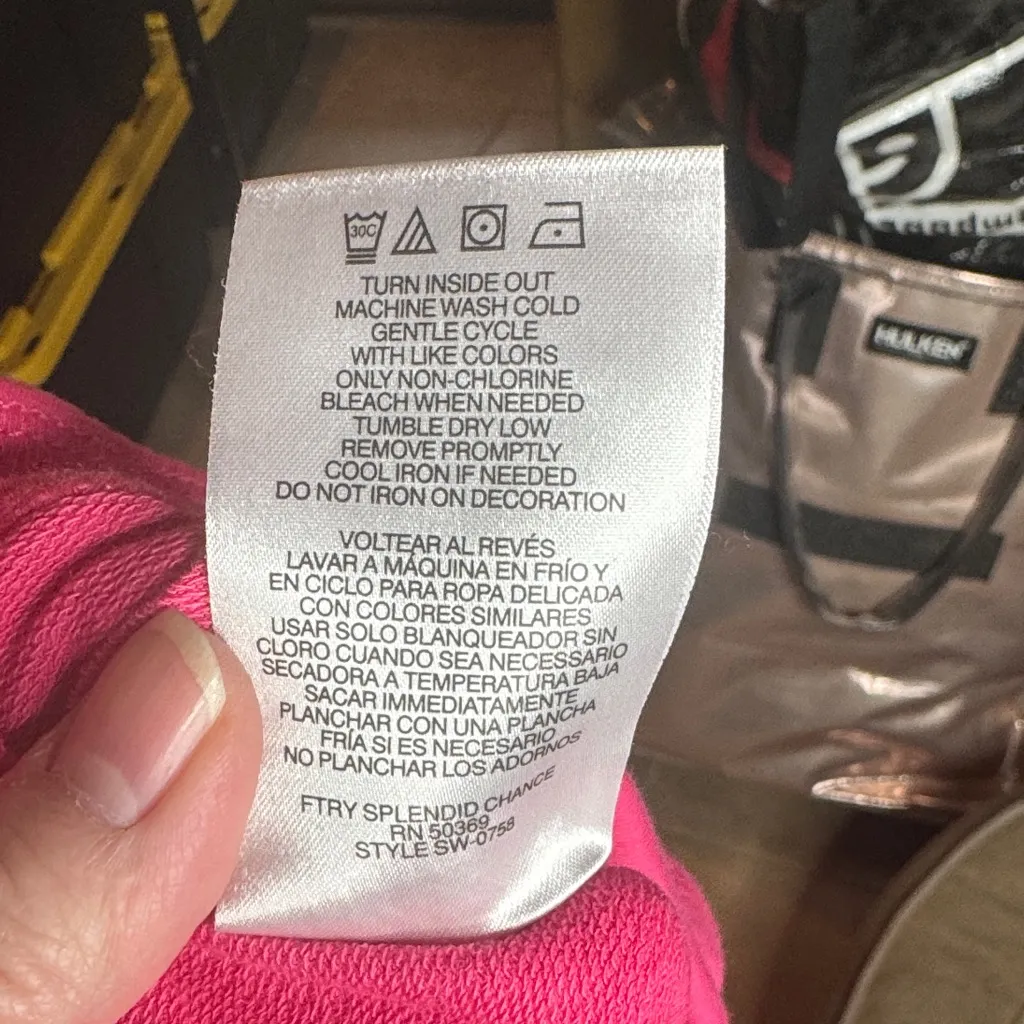 30C
TURN INSIDE OUT
MACHINE WASH COLD
GENTLE CYCLE
WITH LIKE COLORS
ONLY NON-CHLORINE
BLEACH WHEN NEEDED
TUMBLE DRY LOW
REMOVE PROMPTLY
COOL IRON IF NEEDED
DO NOT IRON ON DECORATION
VOLTEAR AL REVÉS
LAVAR A MÁQUINA EN FRÍO Y
EN CICLO PARA ROPA DELICADA
CON COLORES SIMILARES
USAR SOLO BLANQUEADOR SIN
CLORO CUANDO SEA NECESSARIO
SECADORA A TEMPERATURA BAJA
SACAR IMMEDIATAMENTE
PLANCHAR CON UNA PLANCHA
FRÍA SI ES NECESARIO
NO PLANCHAR LOS ADORNOS
FTRY SPLENDID CHANCE
RN 50369
STYLE SW-0758
HULKEN